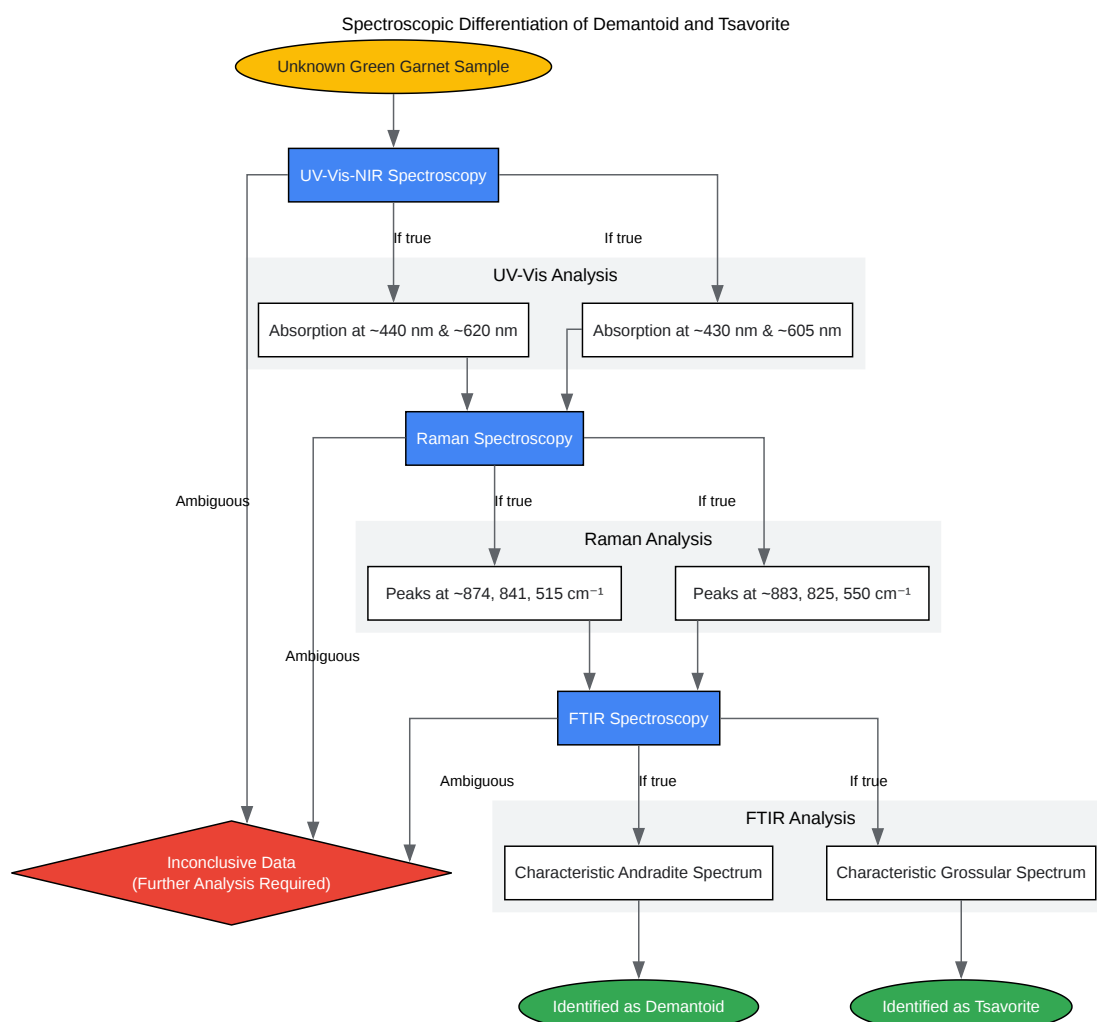 Spectroscopic Differentiation of Demantoid and Tsavorite
Unknown Green Garnet Sample
UV-Vis-NIR Spectroscopy
If true
If true
UV-Vis Analysis
Absorption at ~440 nm & ~620 nm
Absorption at ~430 nm & ~605 nm
Raman Spectroscopy
Ambiguous
If true
If true
Raman Analysis
Peaks at ~874, 841, 515 cm⁻¹
Peaks at ~883, 825, 550 cm⁻¹
Ambiguous
FTIR Spectroscopy
Ambiguous
If true
If true
FTIR Analysis
Inconclusive Data
(Further Analysis Required)
Characteristic Andradite Spectrum
Characteristic Grossular Spectrum
Identified as Demantoid
Identified as Tsavorite